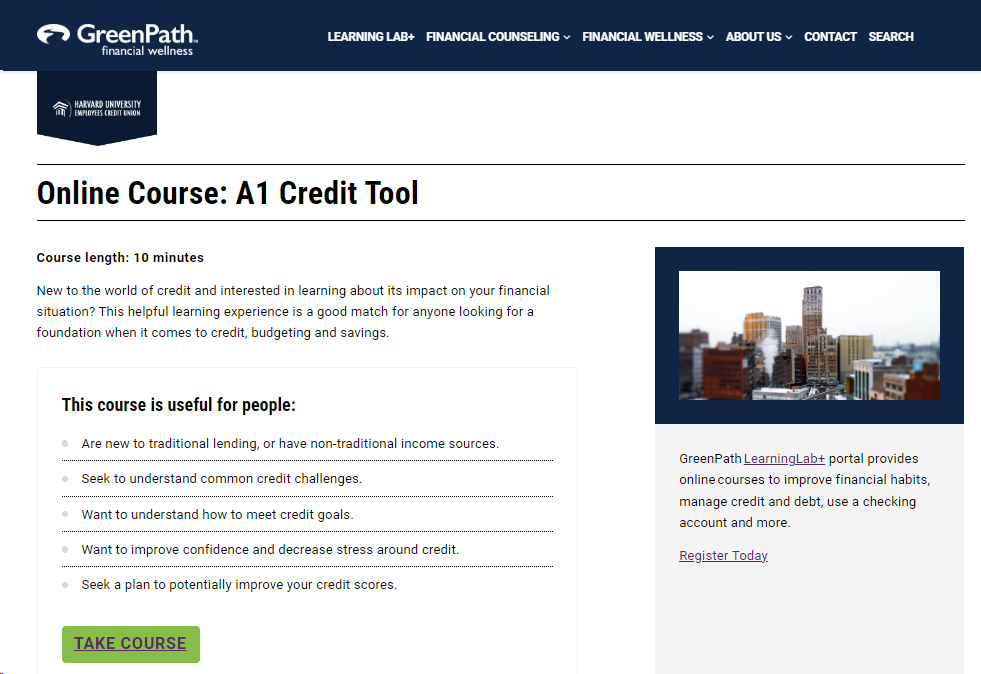 GreenPath
financial wellness
LEARNING LAB+ FINANCIAL COUNSELING FINANCIAL WELLNESS ABOUT US CONTACT SEARCH
HARVARD UNIVERSITY
EMPLOYEES CREDIT UNION
Online Course: A1 Credit Tool
Course length: 10 minutes
New to the world of credit and interested in learning about its impact on your financial
situation? This helpful learning experience is a good match for anyone looking for a
foundation when it comes to credit, budgeting and savings.
This course is useful for people:
Are new to traditional lending, or have non-traditional income sources.
Seek to understand common credit challenges.
Want to understand how to meet credit goals.
Want to improve confidence and decrease stress around credit.
Seek a plan to potentially improve your credit scores.
TAKE COURSE
GreenPath LearningLab+ portal provides
online courses to improve financial habits,
manage credit and debt, use a checking
account and more.
Register Today